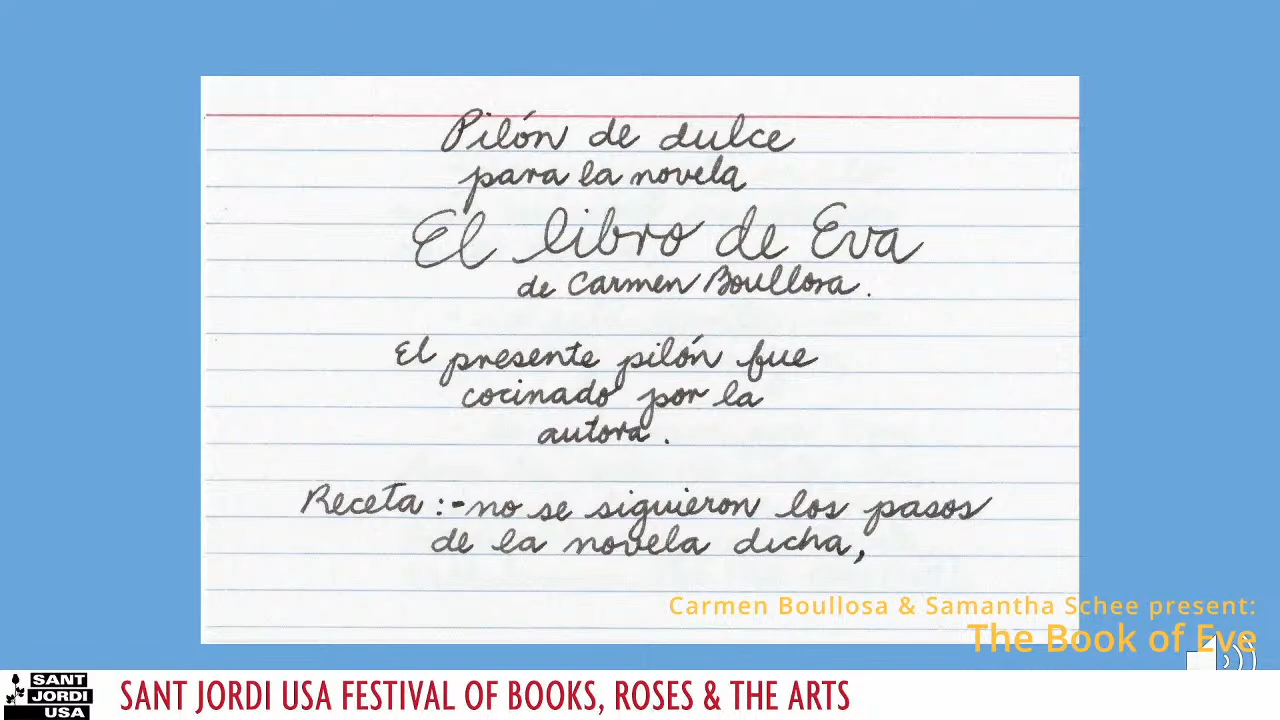 Pilón de dulce
para la novela
El libro de Eva
de Carmen Boullosa.
El presente pilón fue
cocinado por la
autora.
Receta :-no se siguieron los pasos
de la novela dicha,
Carmen Boullosa & Samantha Schee present:
The Book of Eve
SANT
JORDI
USA
SANT JORDI USA FESTIVAL OF BOOKS, ROSES & THE ARTS